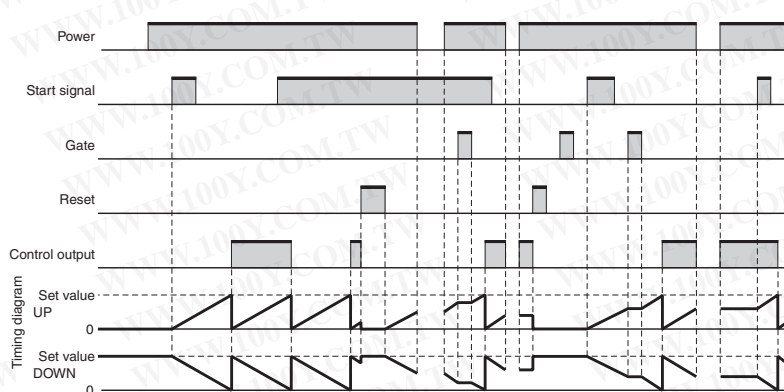 Power
Start signal
Gate
Reset
Control output
Timing diagram
Set value
UP
0
Set value
DOWN
0
WWW.100Y.COM.TW